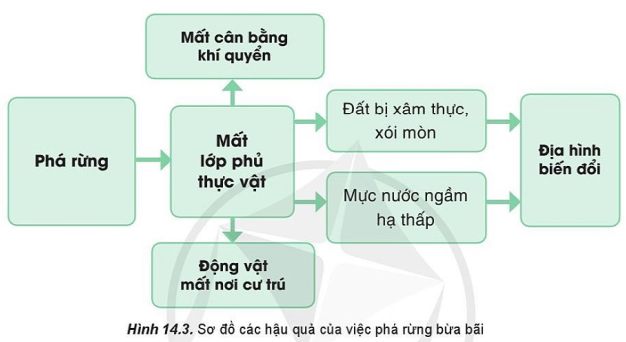 Mất cân bằng
khí quyển
Phá rừng
Mất
lớp phủ
thực vật
Đất bị xâm thực,
xói mòn
Mực nước ngầm
hạ thấp
Địa hình
biến đổi
Động vật
mất nơi cư trú
Hình 14.3. Sơ đồ các hậu quả của việc phá rừng bừa bãi